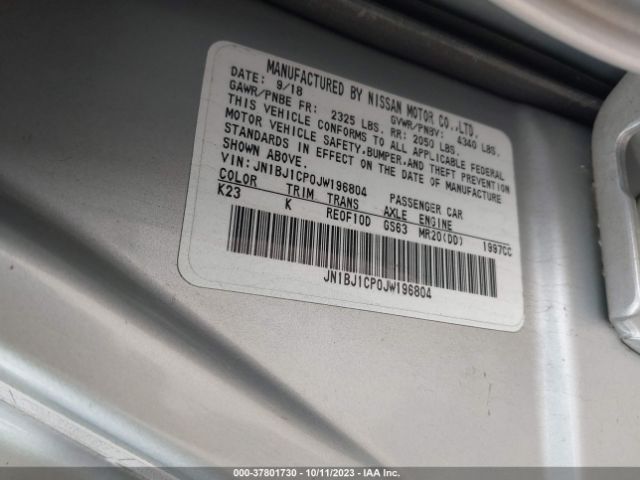 MANUFACTURED BY NISSAN MOTOR CO.,LTD.
DATE: 9/18 GVWR/PNBV: 4340 LBS.
GAWR/PNBE FR: 2325 LBS. RR: 2050 LBS.
THIS VEHICLE CONFORMS TO ALL APPLICABLE FEDERAL
MOTOR VEHICLE SAFETY,BUMPER,AND THEFT PREVENTION
STANDARDS IN EFFECT ON THE DATE OF MANUFACTURE
SHOWN ABOVE.
VIN: JN1BJ1CP0JW196804 PASSENGER CAR
COLOR TRIM TRANS AXLE ENGINE
K23 K RE0F10D GS63 MR20(DD) 1997CC
JN1BJ1CP0JW196804
000-37801730 - 10/11/2023 - IAA Inc.